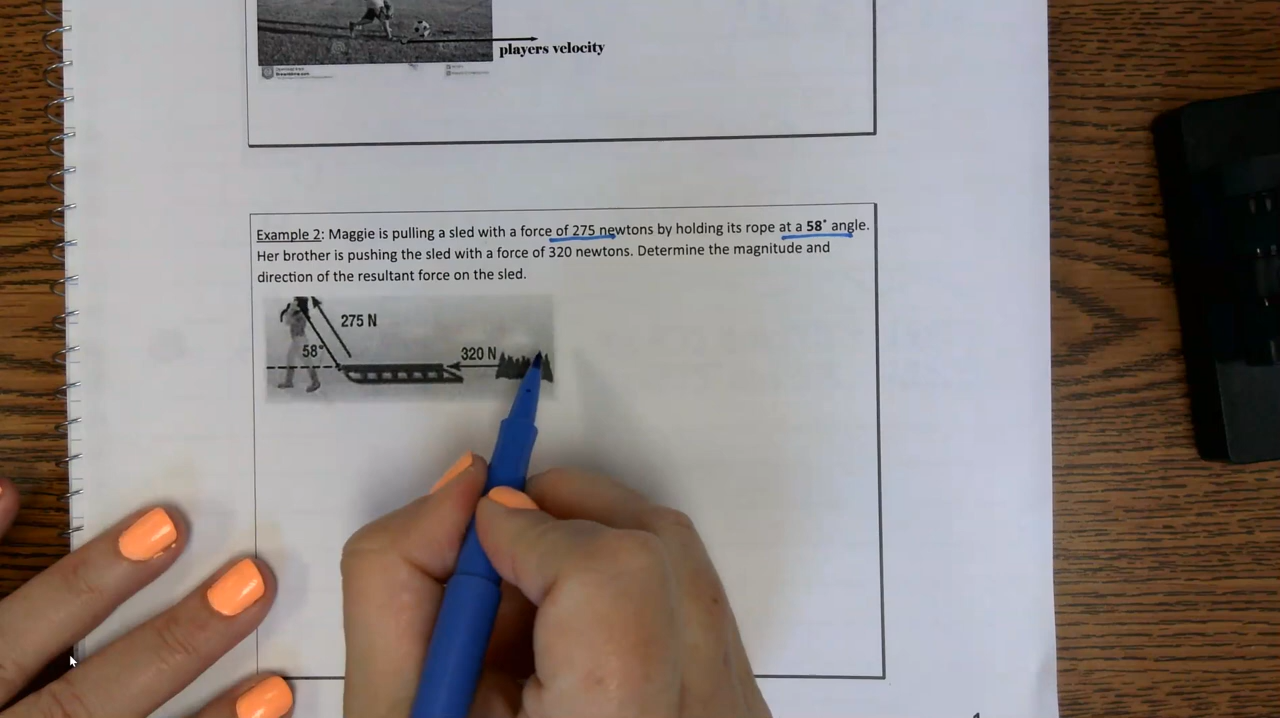 players velocity
Example 2: Maggie is pulling a sled with a force of 275 newtons by holding its rope at a 58° angle.
Her brother is pushing the sled with a force of 320 newtons. Determine the magnitude and
direction of the resultant force on the sled.
275 N
58°
320 N